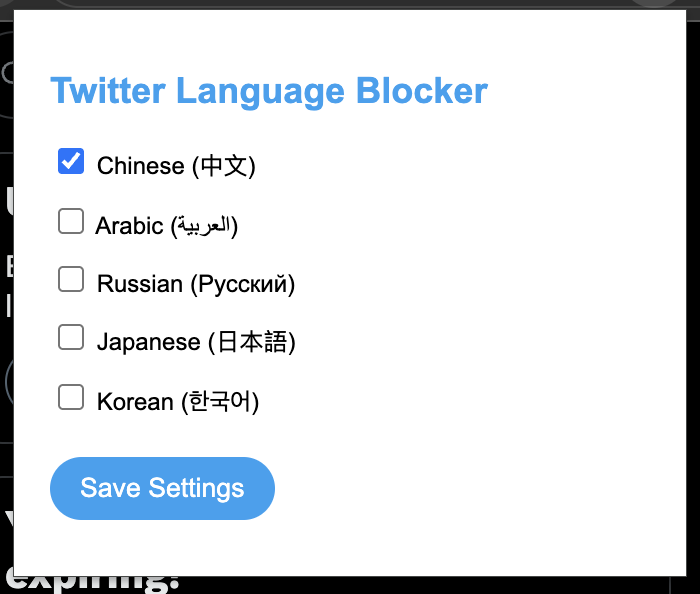 Twitter Language Blocker
Chinese (中文)
Arabic (العربية)
Russian (Русский)
Japanese (日本語)
Korean (한국어)
Save Settings
expiring!